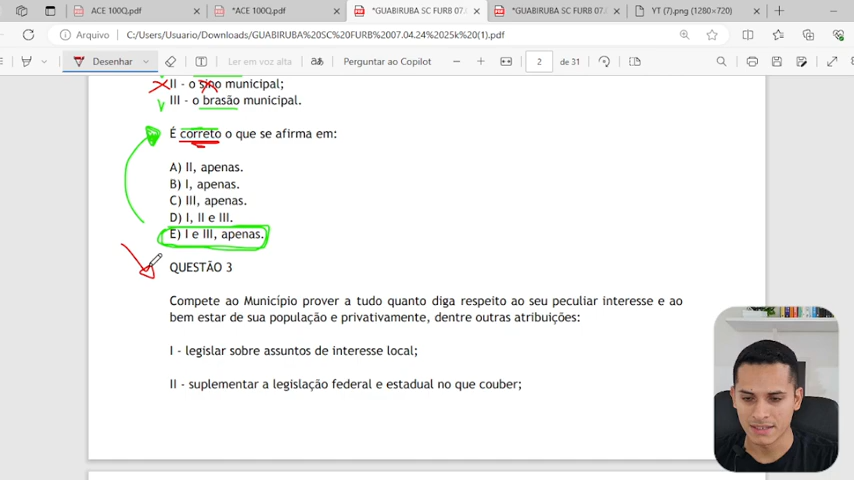 ACE 100Q.pdf
*ACE 100Q.pdf
*GUABIRUBA SC FURB 07.04.
*GUABIRUBA SC FURB 07.0
YT (7).png (1280×720)
Arquivo
C:/Users/Usuario/Downloads/GUABIRUBA%20SC%20FURB%2007.04.24%2025k%20(1).pdf
Desenhar
Ler em voz alta
Perguntar ao Copilot
2
de 31
II - o sino municipal;
III - o brasão municipal.
É correto o que se afirma em:
A) II, apenas.
B) I, apenas.
C) III, apenas.
D) I, II e III.
E) I e III, apenas.
QUESTÃO 3
Compete ao Município prover a tudo quanto diga respeito ao seu peculiar interesse e ao
bem estar de sua população e privativamente, dentre outras atribuições:
I - legislar sobre assuntos de interesse local;
II - suplementar a legislação federal e estadual no que couber;